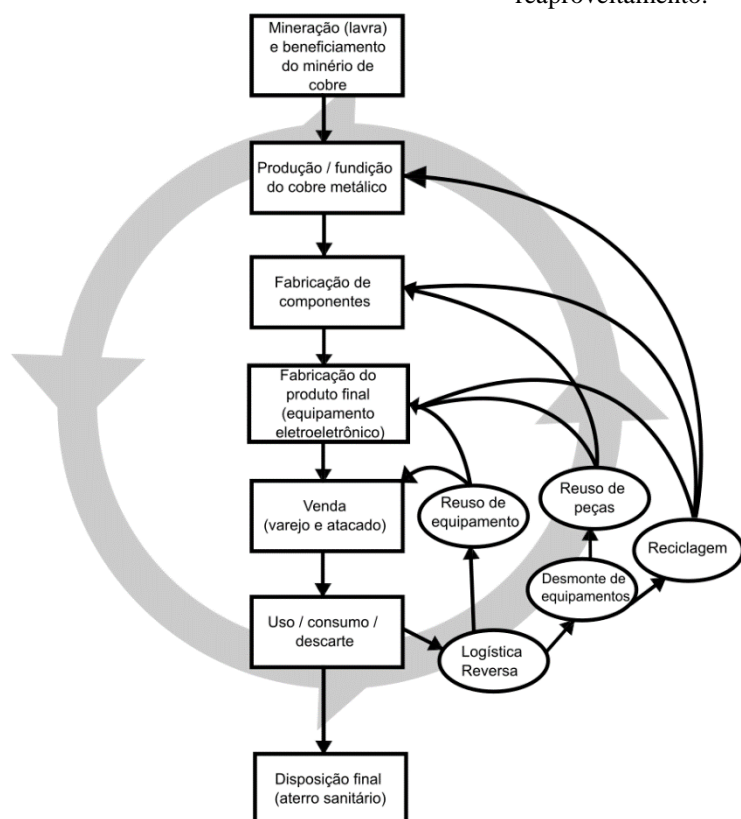 reaproveitamento.
Mineração (lavra)
e beneficiamento
do minério de
cobre
Produção / fundição
do cobre metálico
Fabricação de
componentes
Fabricação do
produto final
(equipamento
eletroeletrônico)
Venda
(varejo e atacado)
Reuso de
equipamento
Reuso de
peças
Reciclagem
Desmonte de
equipamentos
Uso / consumo /
descarte
Logística
Reversa
Disposição final
(aterro sanitário)